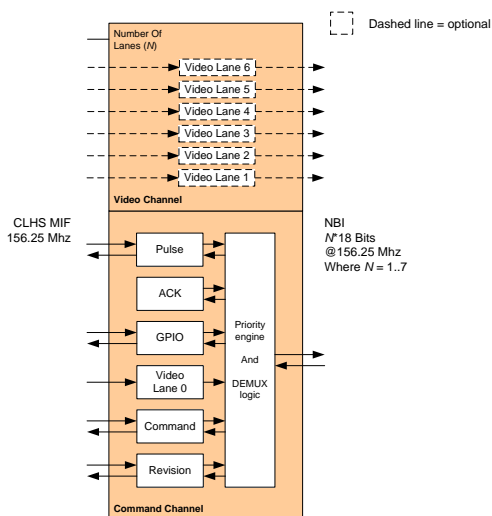 Dashed line = optional
Number Of
Lanes (N)
Video Lane 6
Video Lane 5
Video Lane 4
Video Lane 3
Video Lane 2
Video Lane 1
Video Channel
CLHS MIF
156.25 Mhz
NBI
N*18 Bits
@156.25 Mhz
Where N = 1..7
Pulse
ACK
GPIO
Video
Lane 0
Command
Revision
Priority
engine
And
DEMUX
logic
Command Channel